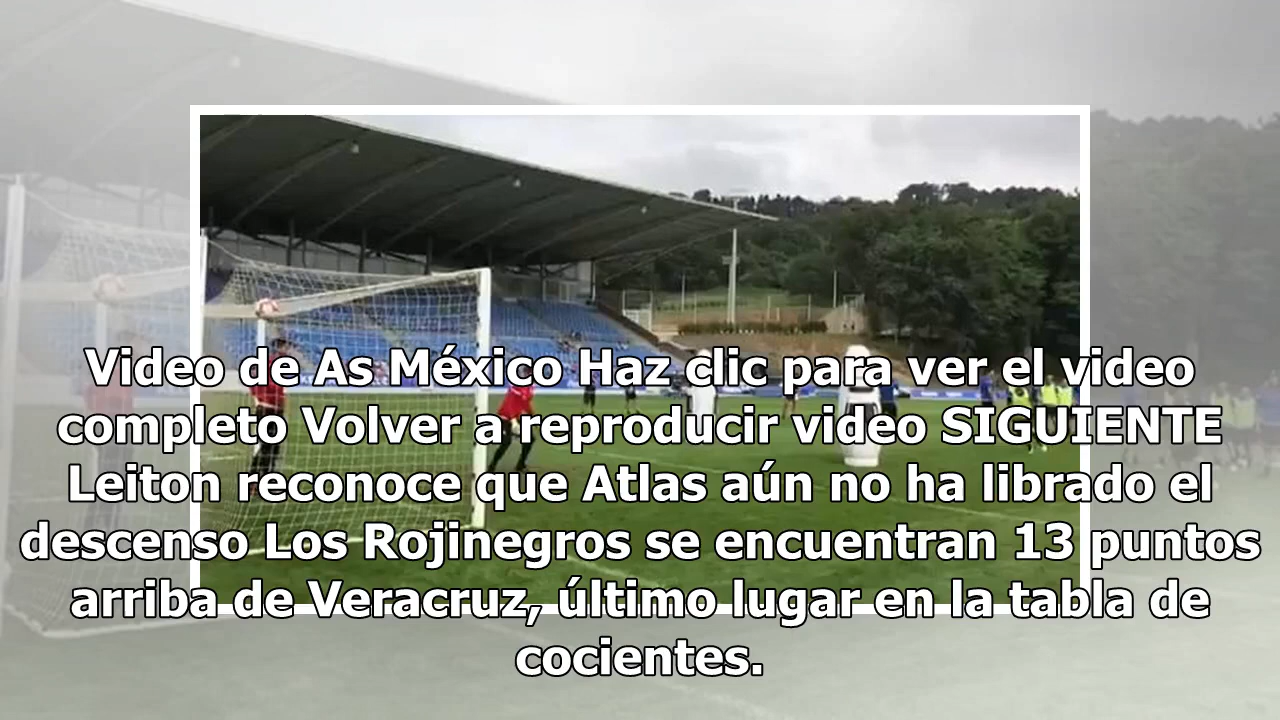 Video de As México Haz clic para ver el video
completo Volver a reproducir video SIGUIENTE
Leiton reconoce que Atlas aún no ha librado el
descenso Los Rojinegros se encuentran 13 puntos
arriba de Veracruz, último lugar en la tabla de
cocientes.